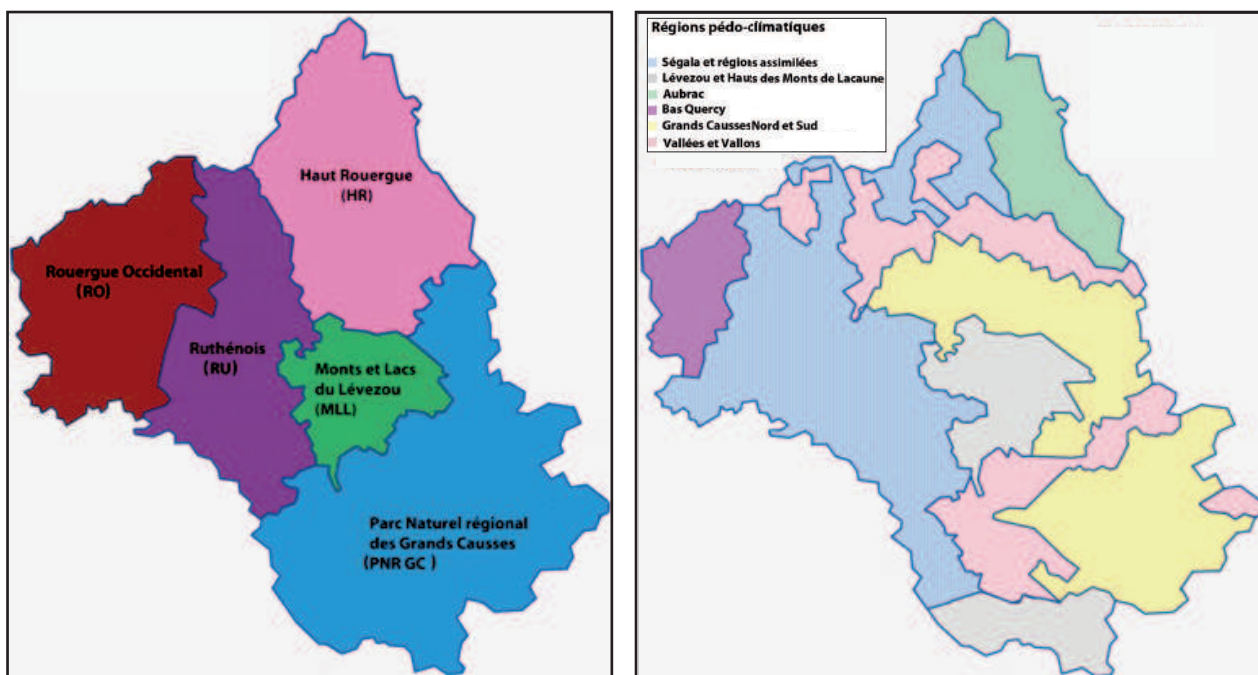 Haut Rouergue
(HR)
Rouergue Occidental
(RO)
Ruthénois
(RU)
Monts et Lacs
du Lévezou
(MLL)
Parc Naturel régional
des Grands Causses
(PNR GC )
Régions pédo-climatiques
Ségala et régions assimilées
Lévezou et Hauts des Monts de Lacaune
Aubrac
Bas Quercy
Grands CaussesNord et Sud
Vallées et Vallons